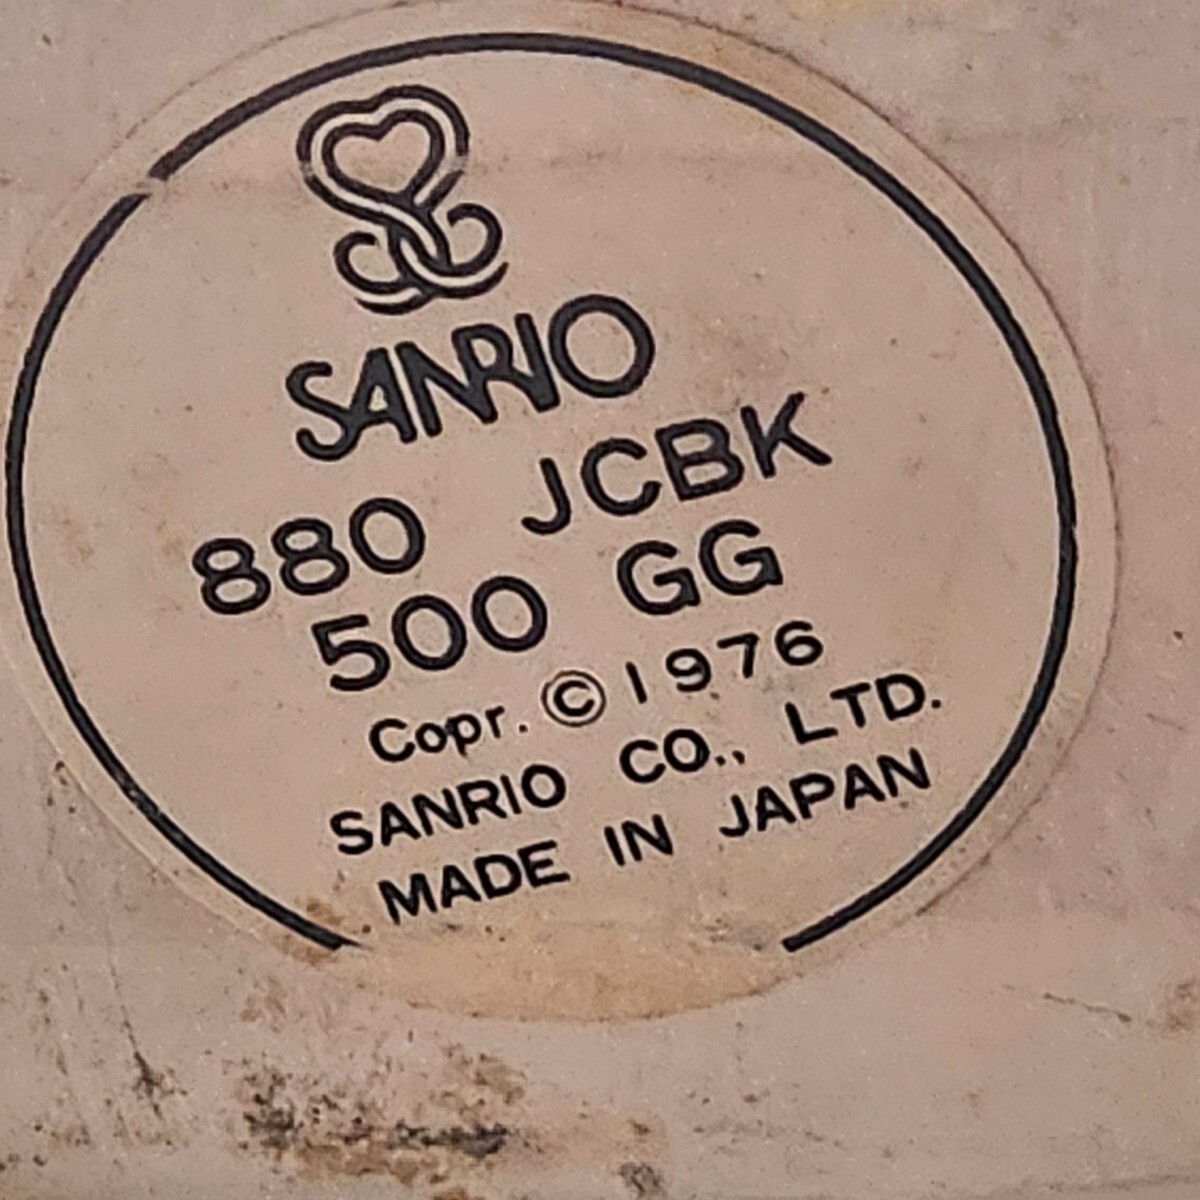 SANRIO
880 JCBK
500 GG
Copr. © 1976
SANRIO CO., LTD.
MADE IN JAPAN